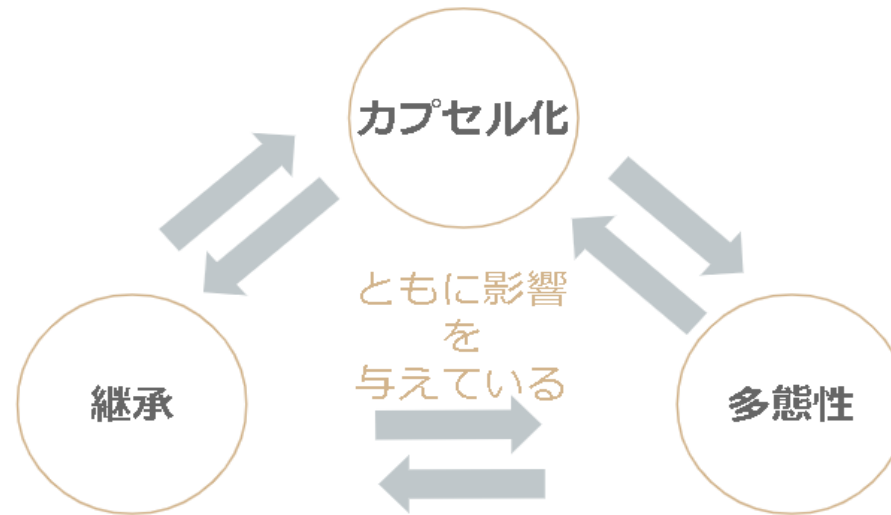 カプセル化
ともに影響
を
与えている
継承
多態性